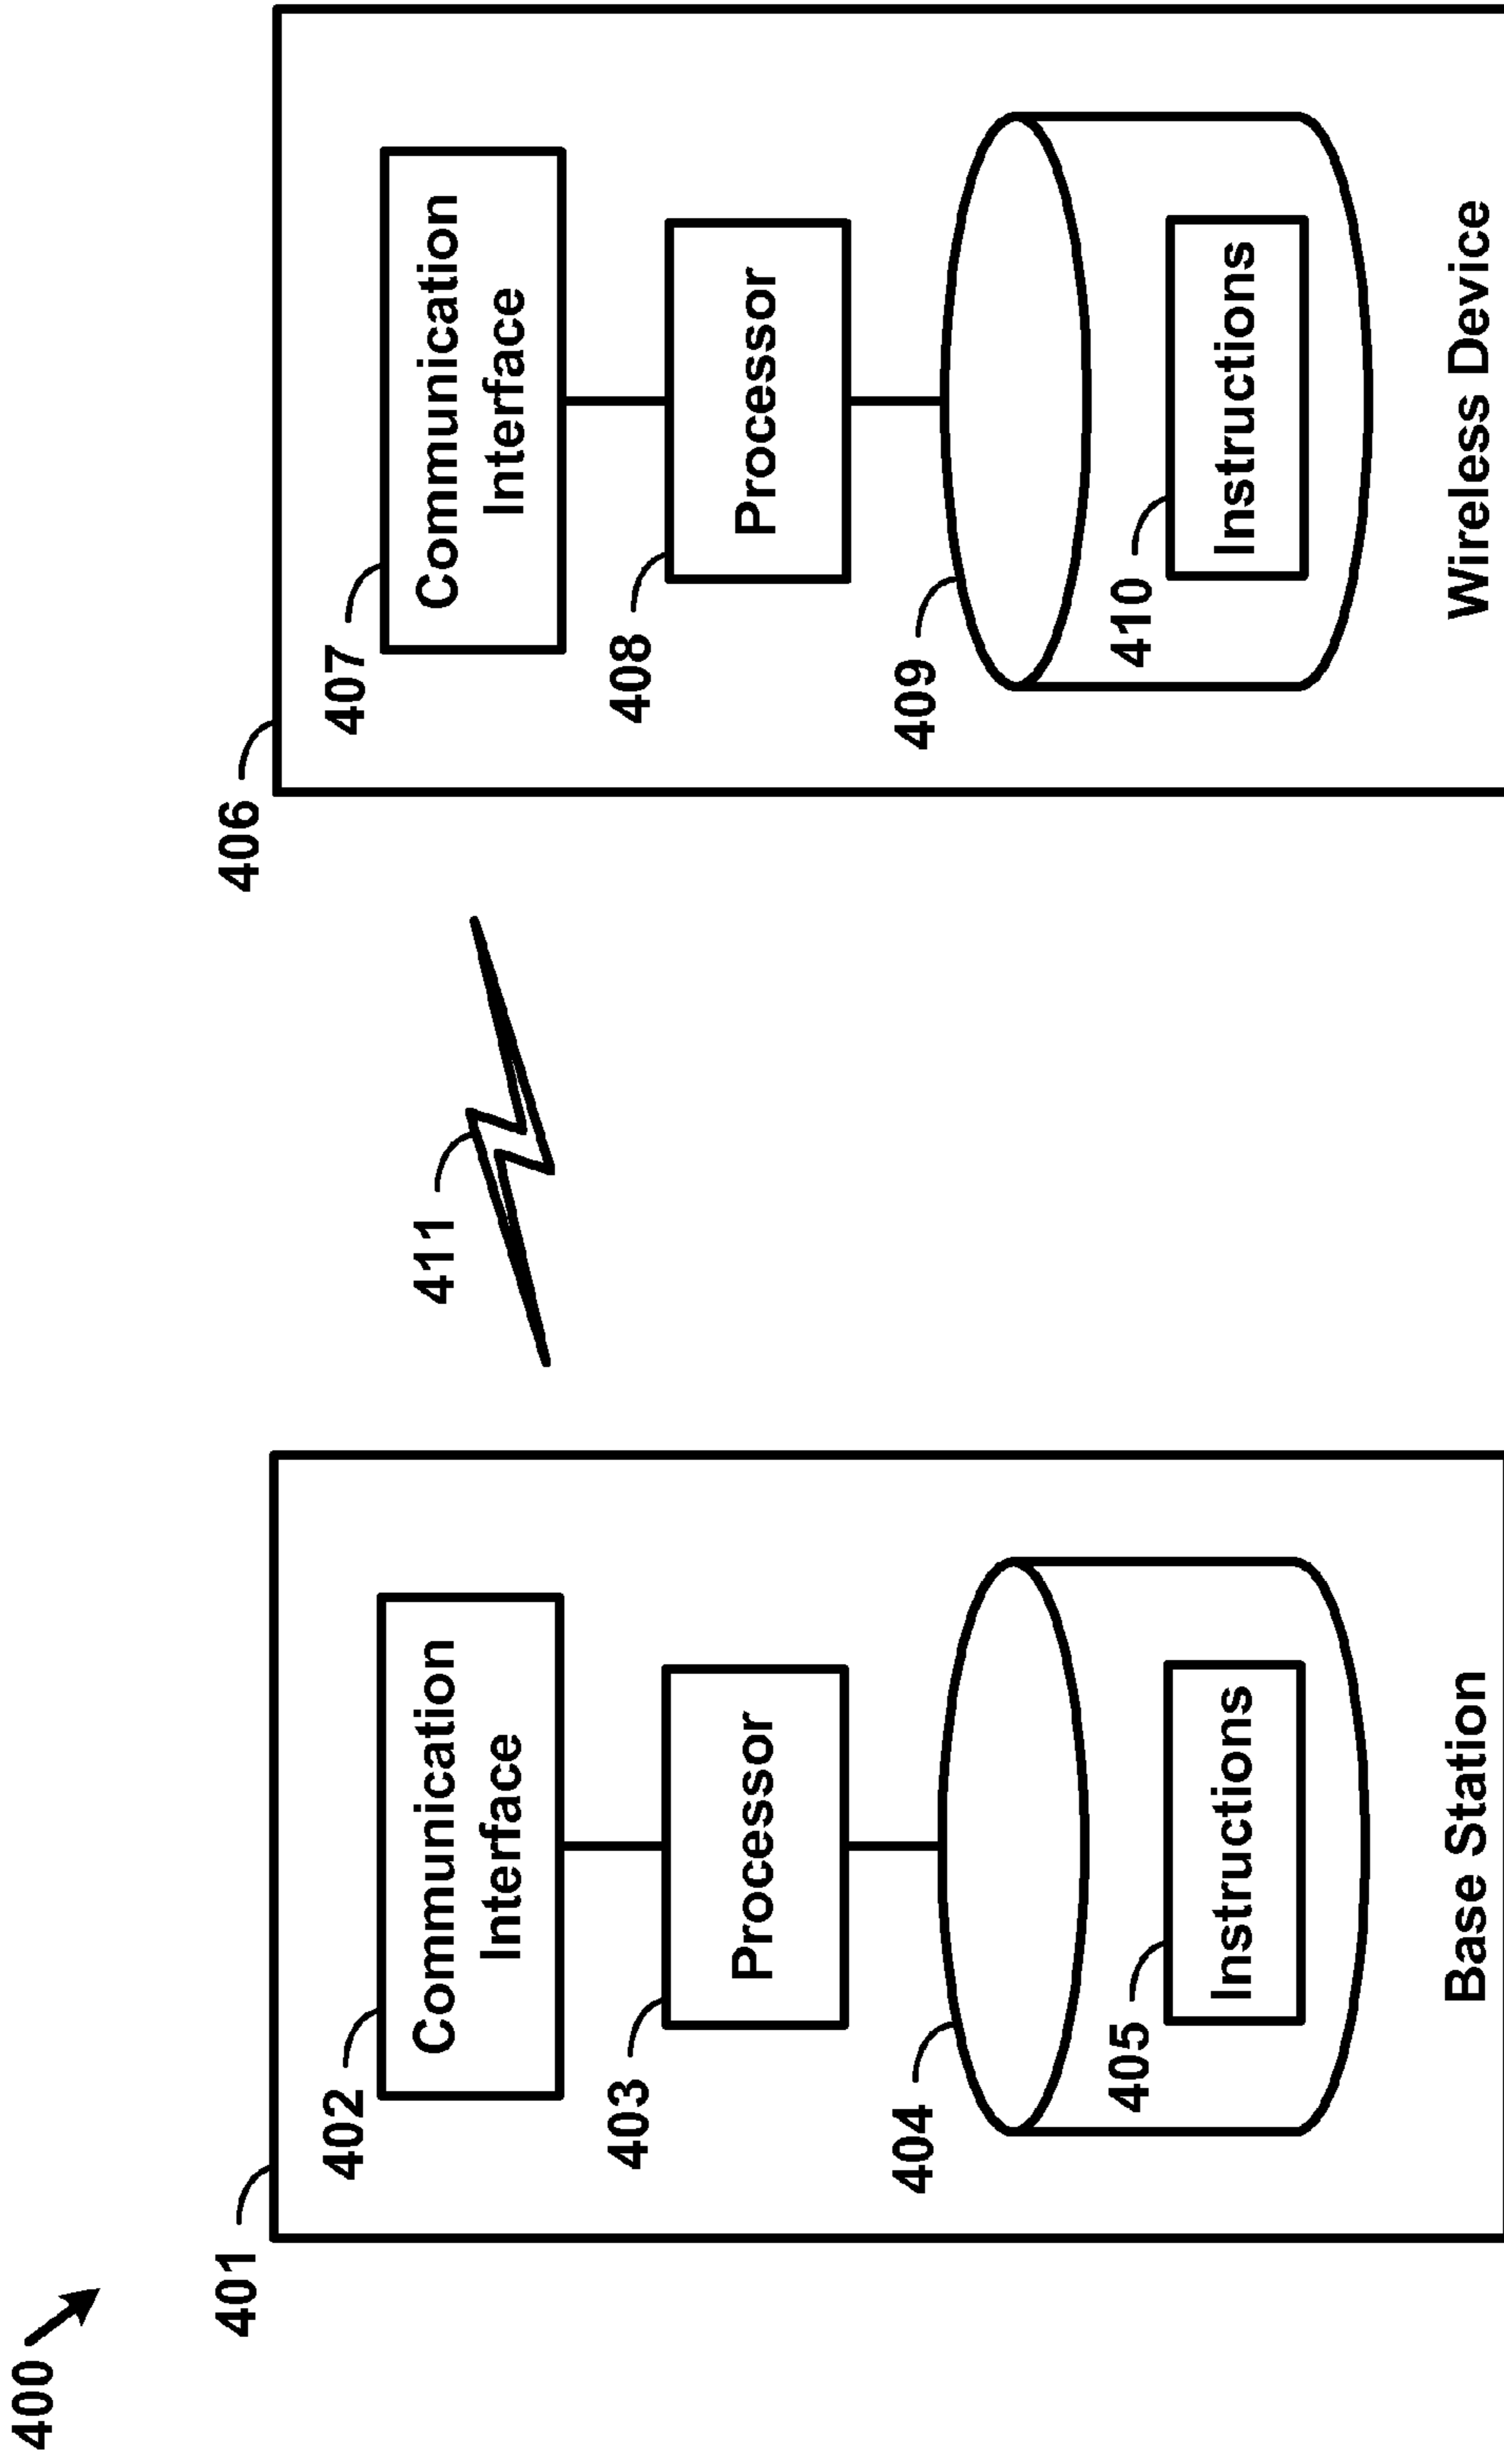 400
401
402
Communication
Interface
403
Processor
404
405
Instructions
Base Station
411
406
407
Communication
Interface
408
Processor
409
410
Instructions
Wireless Device